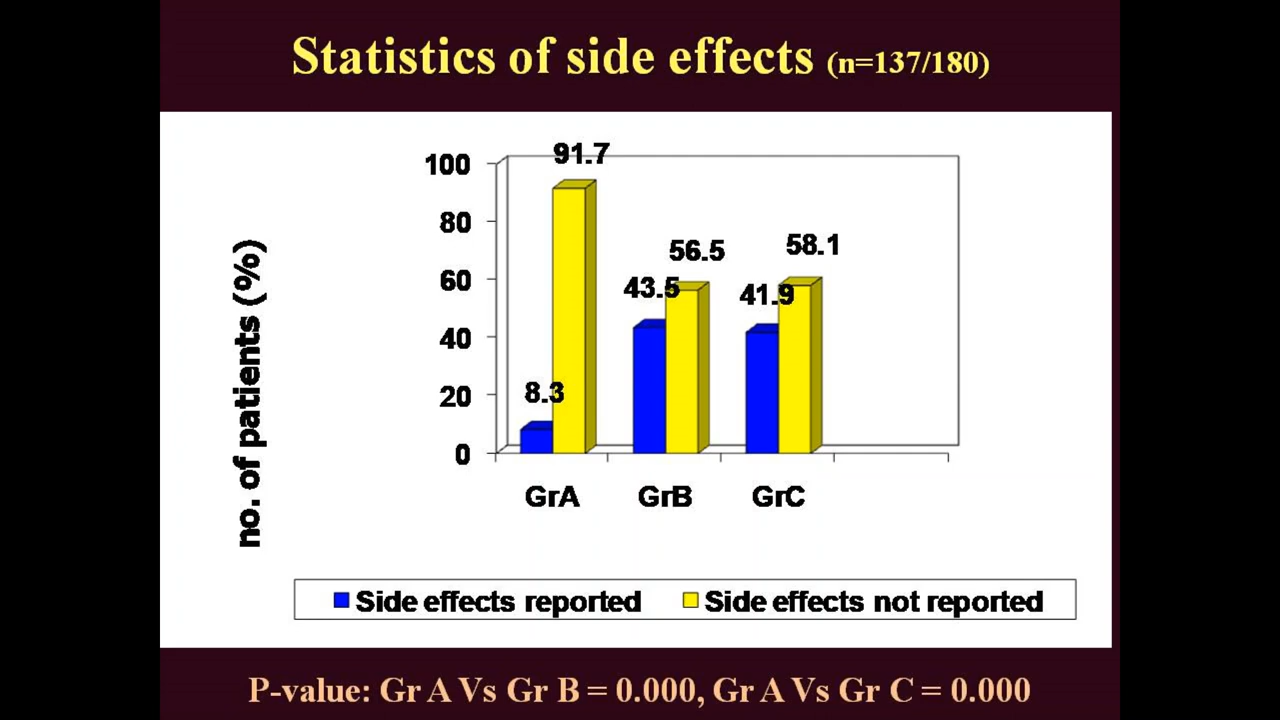 Statistics of side effects (n=137/180)
no. of patients (%)
100
80
60
40
20
0
91.7
8.3
43.5
56.5
41.9
58.1
GrA GrB GrC
Side effects reported Side effects not reported
P-value: Gr A Vs Gr B = 0.000, Gr A Vs Gr C = 0.000